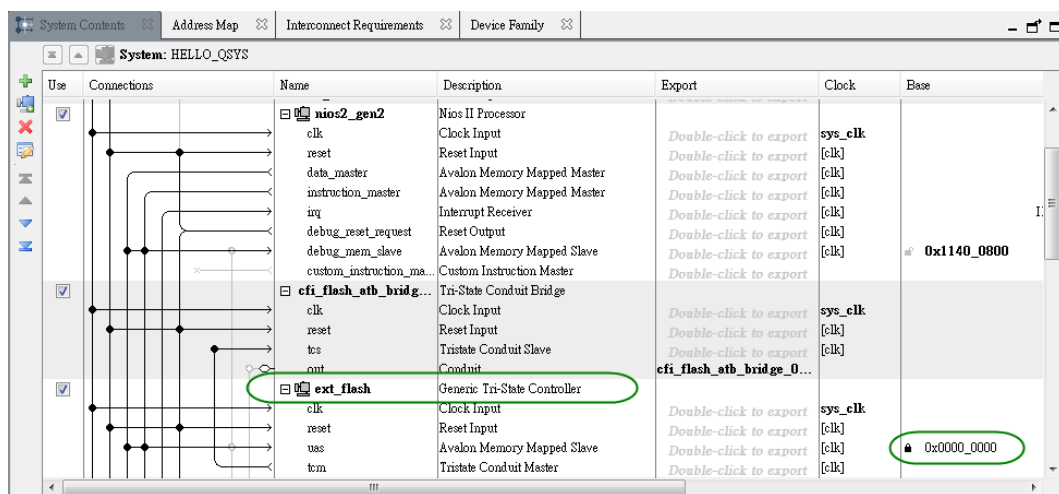 System Contents Address Map Interconnect Requirements Device Family
System: HELLO_QSYS
Use Connections Name Description Export Clock Base
nios2_gen2 Nios II Processor
clk Clock Input Double-click to export sys_clk
reset Reset Input Double-click to export [clk]
data_master Avalon Memory Mapped Master Double-click to export [clk]
instruction_master Avalon Memory Mapped Master Double-click to export [clk]
irq Interrupt Receiver Double-click to export [clk]
debug_reset_request Reset Output Double-click to export [clk]
debug_mem_slave Avalon Memory Mapped Slave Double-click to export [clk] 0x1140_0800
custom_instruction_ma... Custom Instruction Master Double-click to export
cfi_flash_atb_bridg... Tri-State Conduit Bridge
clk Clock Input Double-click to export sys_clk
reset Reset Input Double-click to export [clk]
tcs Tristate Conduit Slave Double-click to export [clk]
out Conduit cfi_flash_atb_bridge_0...
ext_flash Generic Tri-State Controller
clk Clock Input Double-click to export sys_clk
reset Reset Input Double-click to export [clk]
uas Avalon Memory Mapped Slave Double-click to export [clk] 0x0000_0000
tcm Tristate Conduit Master Double-click to export [clk]